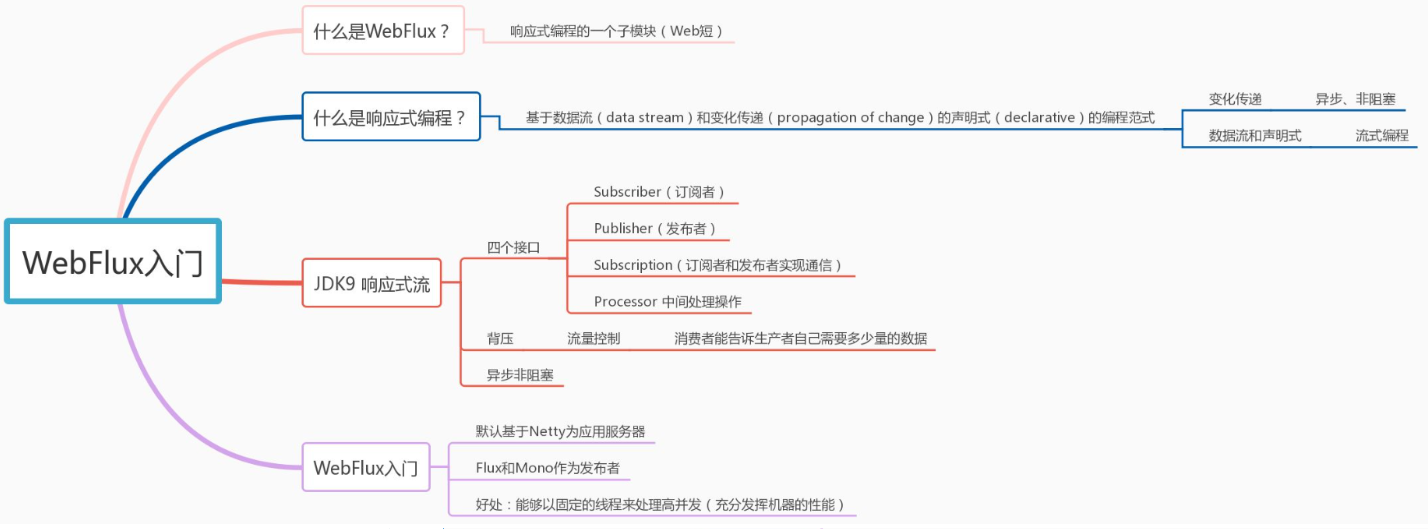 WebFlux入门
什么是WebFlux？
响应式编程的一个子模块（Web短）
什么是响应式编程？
基于数据流（data stream）和变化传递（propagation of change）的声明式（declarative）的编程范式
变化传递
异步、非阻塞
数据流和声明式
流式编程
JDK9 响应式流
四个接口
Subscriber（订阅者）
Publisher（发布者）
Subscription（订阅者和发布者实现通信）
Processor 中间处理操作
背压
流量控制
消费者能告诉生产者自己需要多少量的数据
异步非阻塞
WebFlux入门
默认基于Netty为应用服务器
Flux和Mono作为发布者
好处：能够以固定的线程来处理高并发（充分发挥机器的性能）